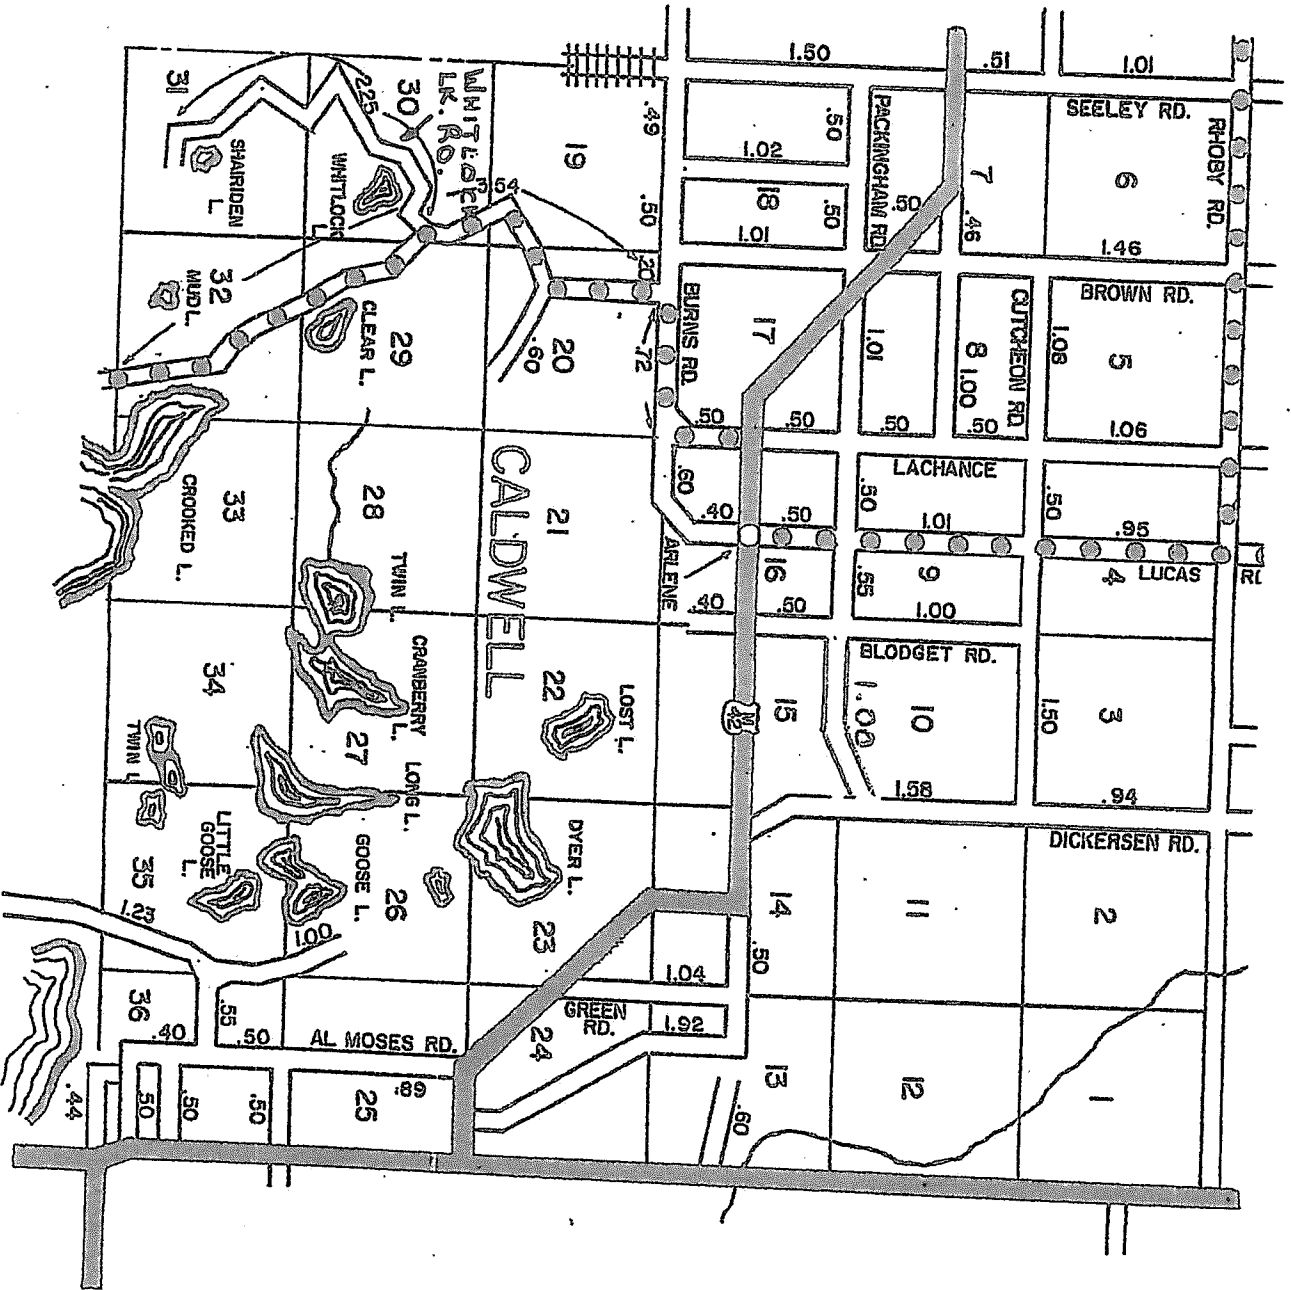 1.50
.51
1.01
SEELEY RD.
RHOBY RD.
PACKINGHAM RD.
31
30
2.25
WHITLOCK
LK. RD.
.49
19
.50
1.02
7
6
3.54
SHAIRIDEN
L.
WHITLOCK
L.
.50
18
.50
.50
1.01
.46
1.46
BROWN RD.
32
MUD L.
.20
BURNS RD.
17
1.01
CUTCHEON RD.
8
1.00
1.08
5
CLEAR L.
29
.60
20
.72
.50
.50
.50
.50
1.06
LACHANCE
CROOKED L.
33
28
CALDWELL
21
.60
.40
.50
.50
1.01
.50
.95
TWIN L.
ARLENE
16
.55
9
4
LUCAS
RD
.40
.50
1.00
BLODGET RD.
34
CRANBERRY
L.
22
LOST L.
M
42
15
1.00
10
1.50
3
TWIN L.
27
LONG L.
1.58
.94
DICKERSEN RD.
DYER L.
LITTLE
GOOSE
L.
GOOSE L.
35
26
1.23
1.00
23
14
11
2
.50
1.04
36
.55
.40
.50
AL MOSES RD.
GREEN
RD.
1.92
24
.44
.50
.50
.50
25
.89
13
12
1
.60